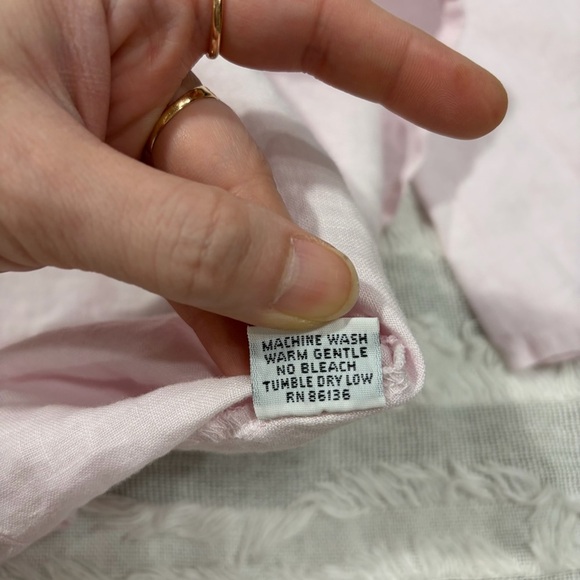 MACHINE WASH
WARM GENTLE
NO BLEACH
TUMBLE DRY LOW
RN 86136